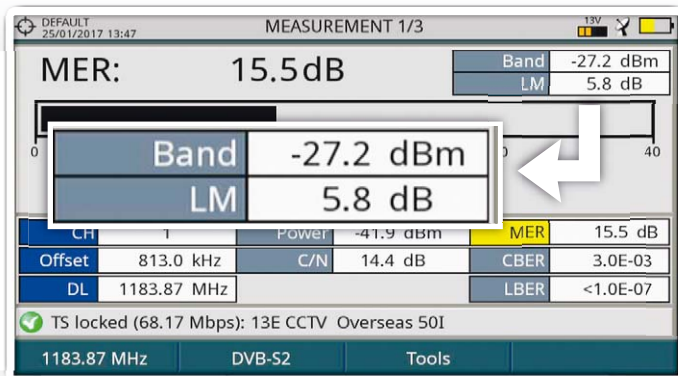 DEFAULT
25/01/2017 13:47
MEASUREMENT 1/3
13V
MER: 15.5dB
Band -27.2 dBm
LM 5.8 dB
0 40
Band -27.2 dBm
LM 5.8 dB
CH 1 Power -41.9 dBm MER 15.5 dB
Offset 813.0 kHz C/N 14.4 dB CBER 3.0E-03
DL 1183.87 MHz LBER <1.0E-07
TS locked (68.17 Mbps): 13E CCTV Overseas 50I
1183.87 MHz DVB-S2 Tools